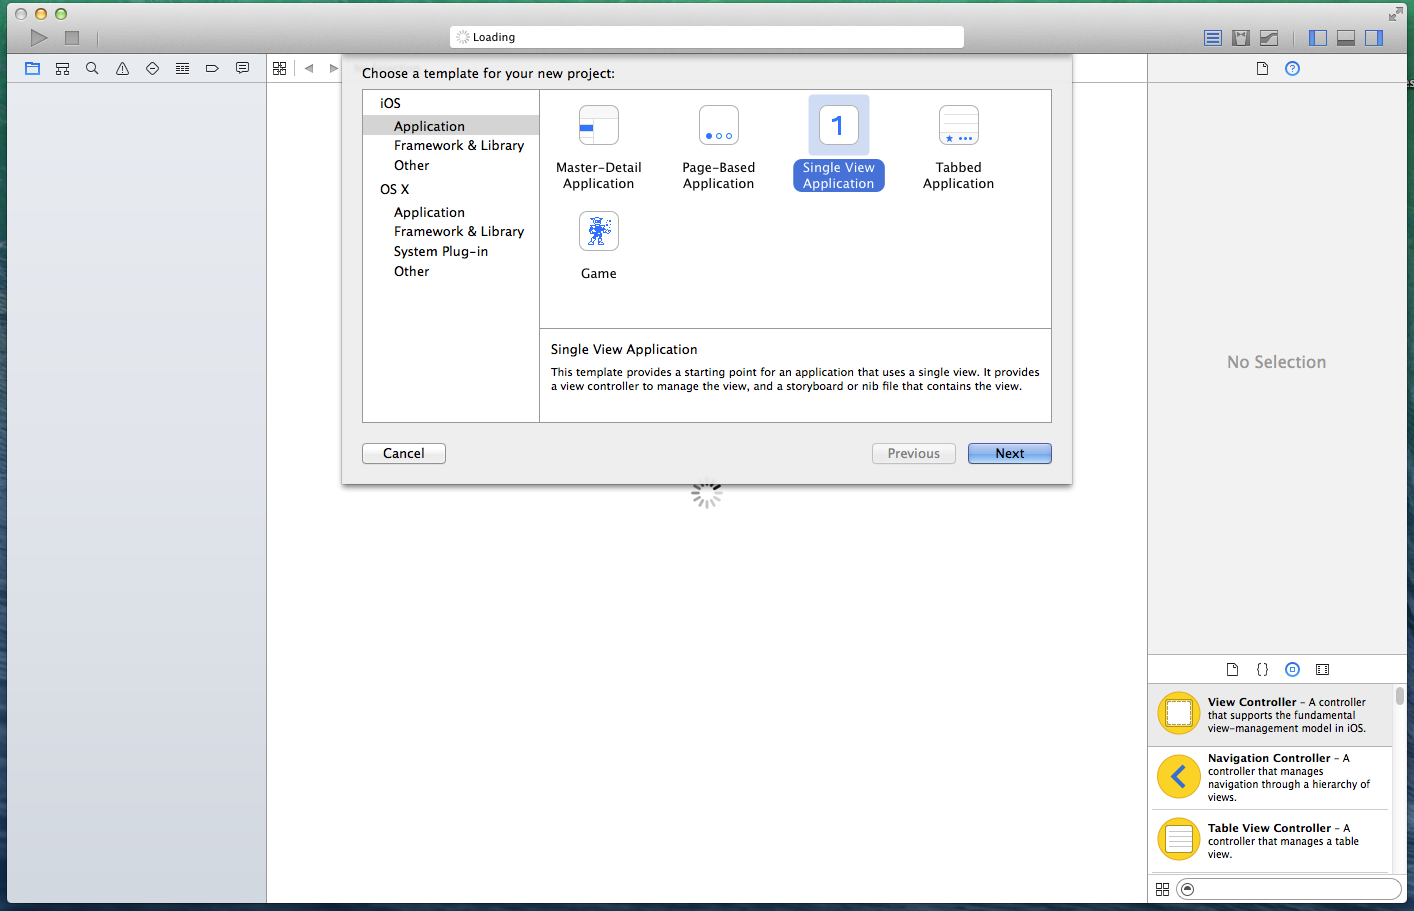 Loading
Choose a template for your new project:
iOS
Application
Framework & Library
Other
OS X
Application
Framework & Library
System Plug-in
Other
Master-Detail
Application
Page-Based
Application
1
Single View
Application
Tabbed
Application
Game
Single View Application
This template provides a starting point for an application that uses a single view. It provides
a view controller to manage the view, and a storyboard or nib file that contains the view.
Cancel
Previous
Next
No Selection
{}
View Controller - A controller
that supports the fundamental
view-management model in iOS.
Navigation Controller - A
controller that manages
navigation through a hierarchy of
views.
Table View Controller - A
controller that manages a table
view.